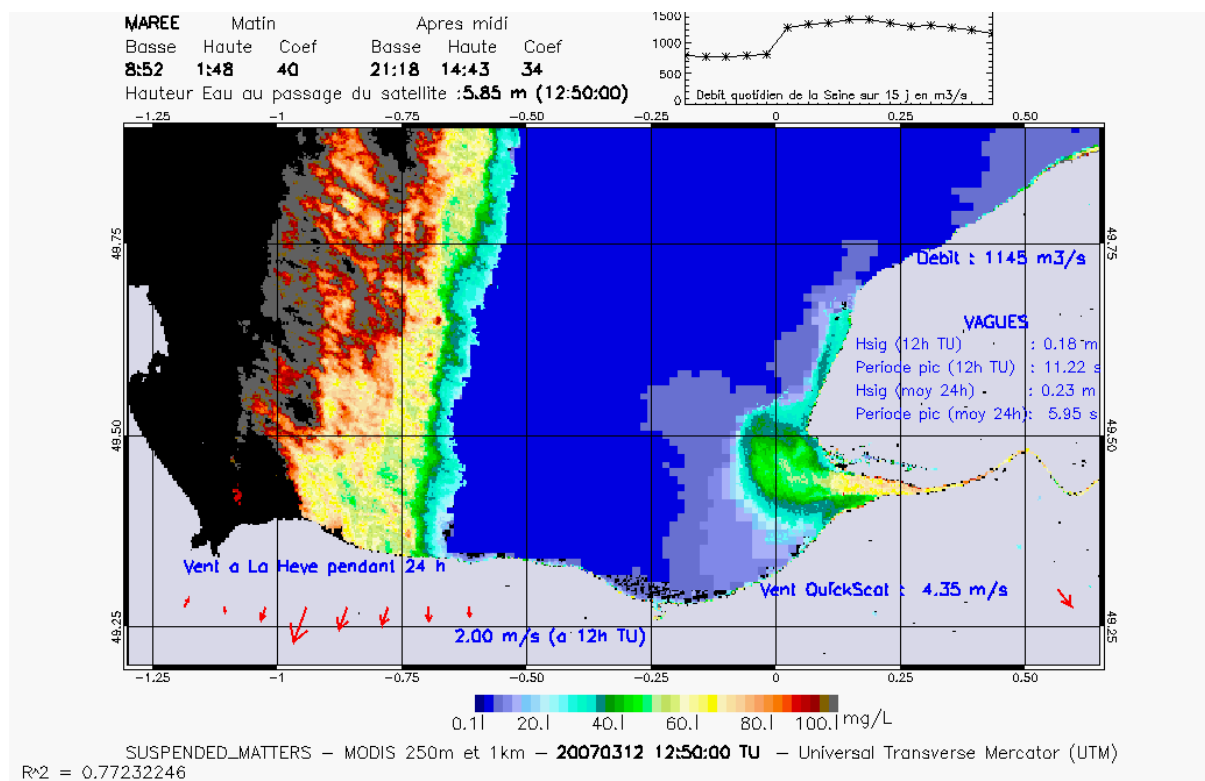 MAREE Matin Apres midi
Basse Haute Coef Basse Haute Coef
8:52 1:48 40 21:18 14:43 34
Hauteur Eau au passage du satellite :5.85 m (12:50:00)
1500
1000
500
0
Debit quotidien de la Seine sur 15 j en m3/s
-1.25 -1 -0.75 -0.50 -0.25 0 0.25 0.50
49.75 49.75
Debit : 1145 m3/s
VAGUES
Hsig (12h TU) : 0.18 m
Periode pic (12h TU) : 11.22 s
Hsig (moy 24h) : 0.23 m
Periode pic (moy 24h): 5.95 s
49.50 49.50
Vent a La Heve pendant 24 h
Vent QuickScat : 4.35 m/s
49.25 49.25
2.00 m/s (a 12h TU)
-1.25 -1 -0.75 -0.50 -0.25 0 0.25 0.50
0.1| 20.| 40.| 60.| 80.| 100.| mg/L
SUSPENDED_MATTERS - MODIS 250m et 1km - 20070312 12:50:00 TU - Universal Transverse Mercator (UTM)
R^2 = 0.77232246